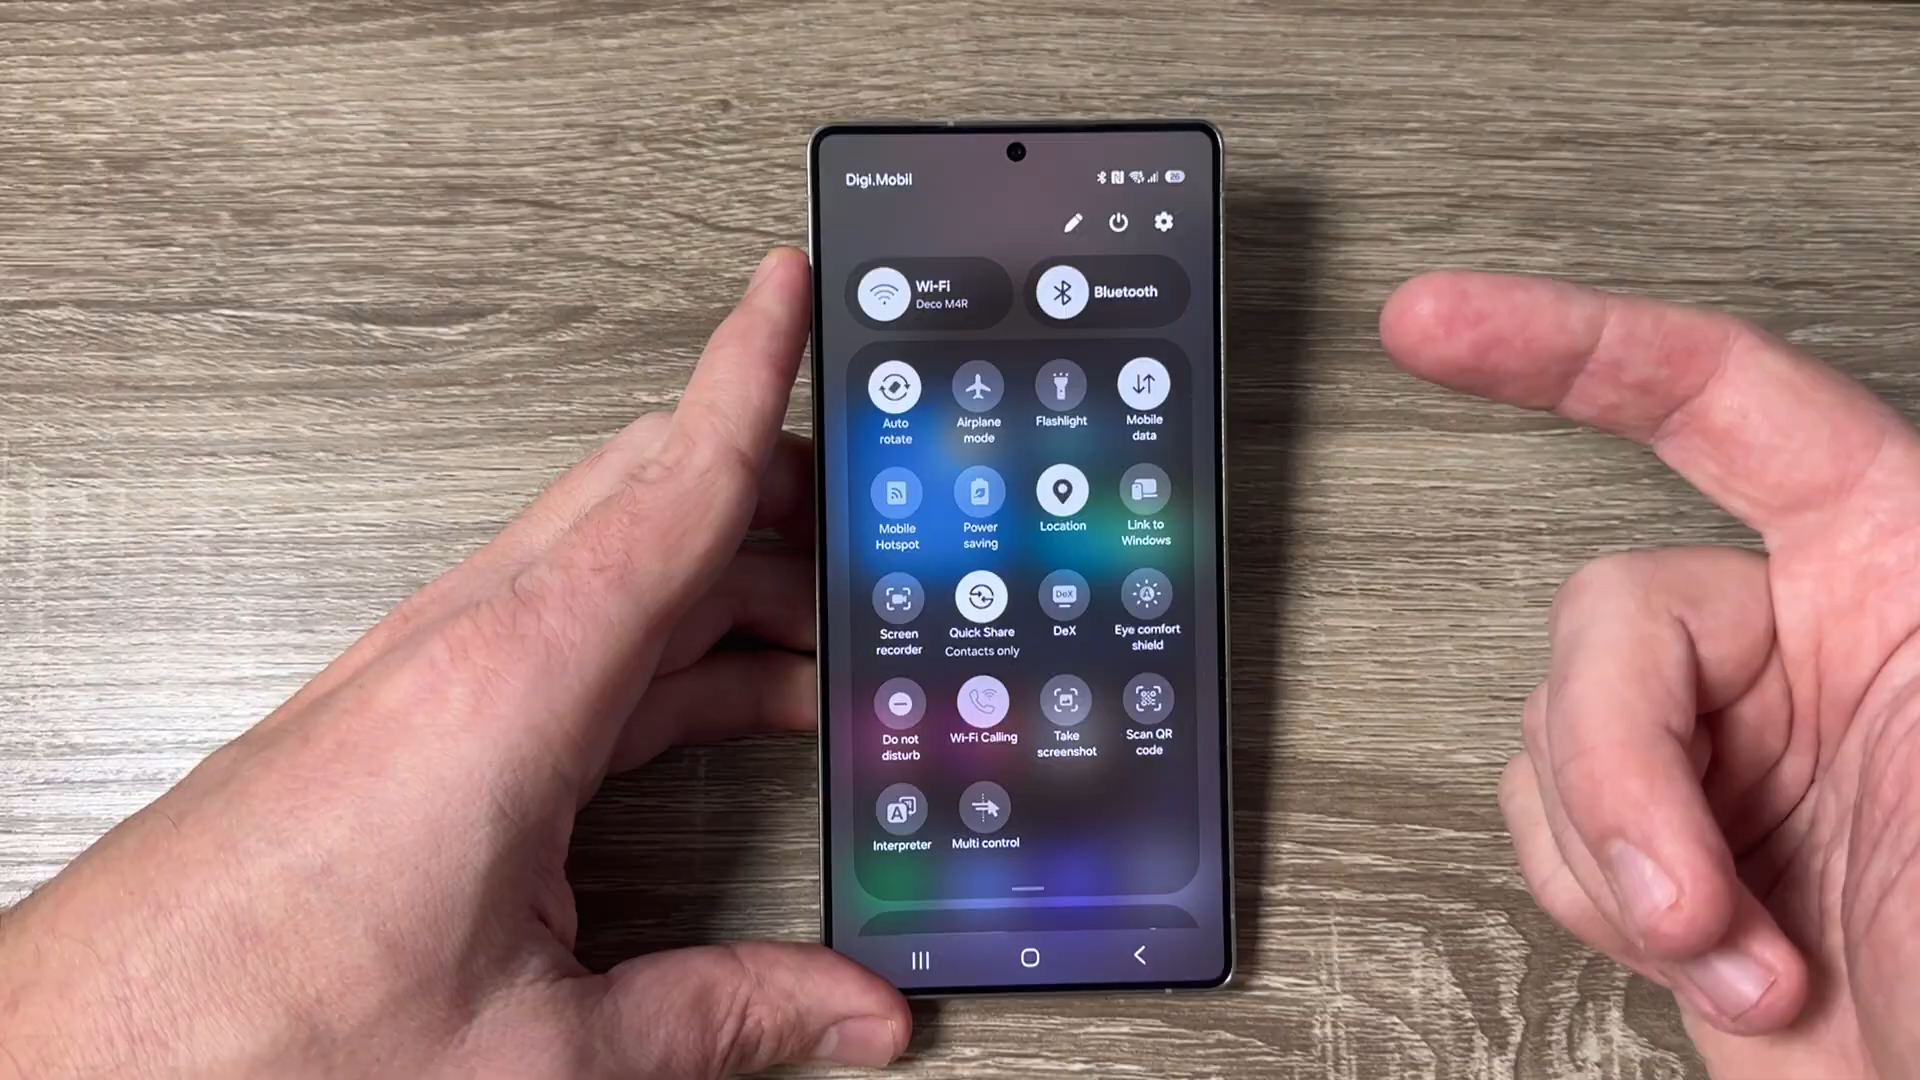 Digi.Mobil
26
Wi-Fi
Deco M4R
Bluetooth
Auto
rotate
Airplane
mode
Flashlight
Mobile
data
Mobile
Hotspot
Power
saving
Location
Link to
Windows
Screen
recorder
Quick Share
Contacts only
DeX
DeX
Eye comfort
shield
Do not
disturb
Wi-Fi Calling
Take
screenshot
Scan QR
code
Interpreter
Multi control